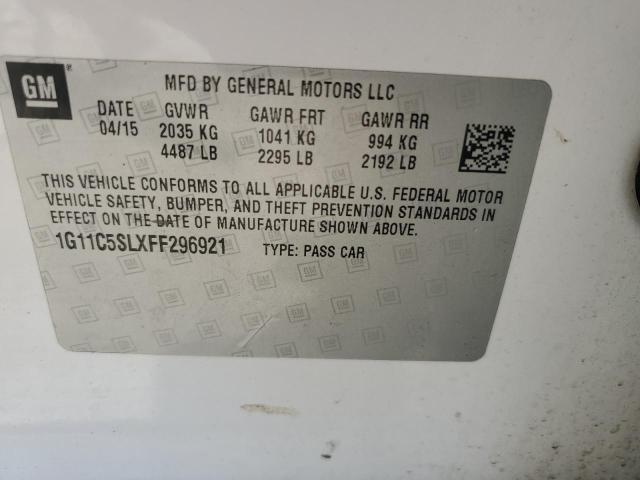 GM®
MFD BY GENERAL MOTORS LLC
DATE GVWR GAWR FRT GAWR RR
04/15 2035 KG 1041 KG 994 KG
4487 LB 2295 LB 2192 LB
THIS VEHICLE CONFORMS TO ALL APPLICABLE U.S. FEDERAL MOTOR
VEHICLE SAFETY, BUMPER, AND THEFT PREVENTION STANDARDS IN
EFFECT ON THE DATE OF MANUFACTURE SHOWN ABOVE.
1G11C5SLXFF296921 TYPE: PASS CAR